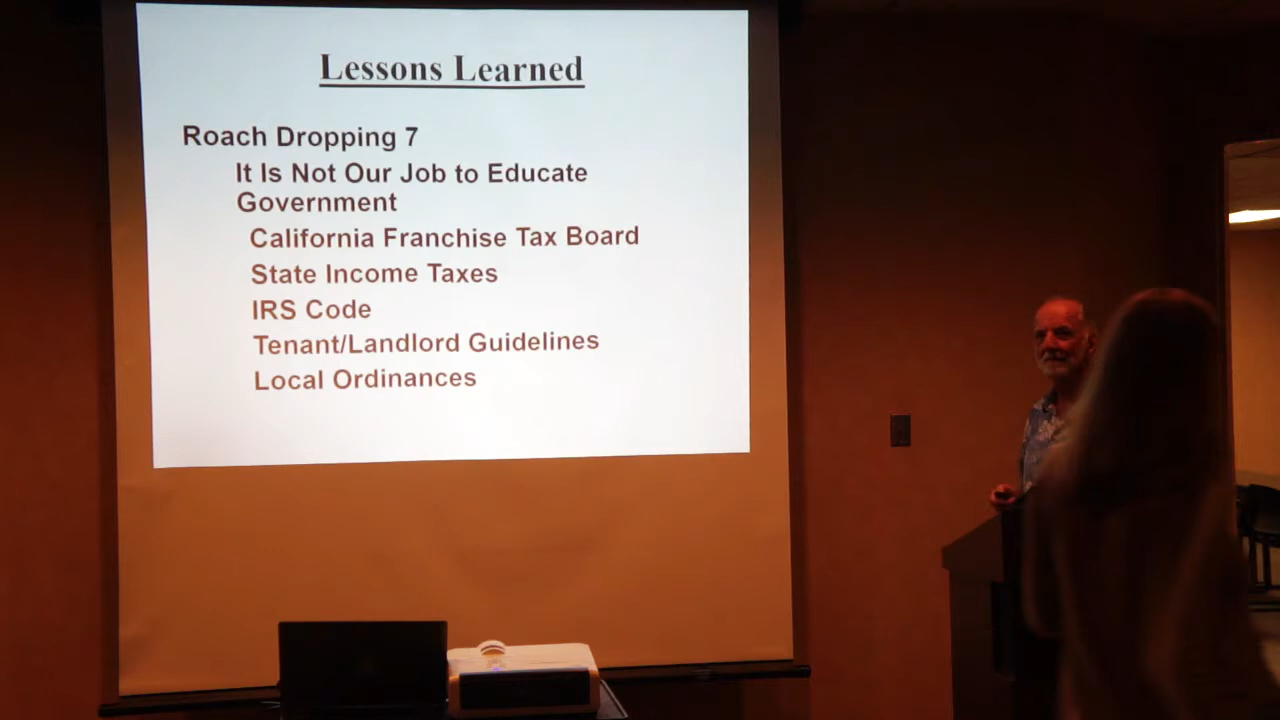 Lessons Learned
Roach Dropping 7
It Is Not Our Job to Educate
Government
California Franchise Tax Board
State Income Taxes
IRS Code
Tenant/Landlord Guidelines
Local Ordinances